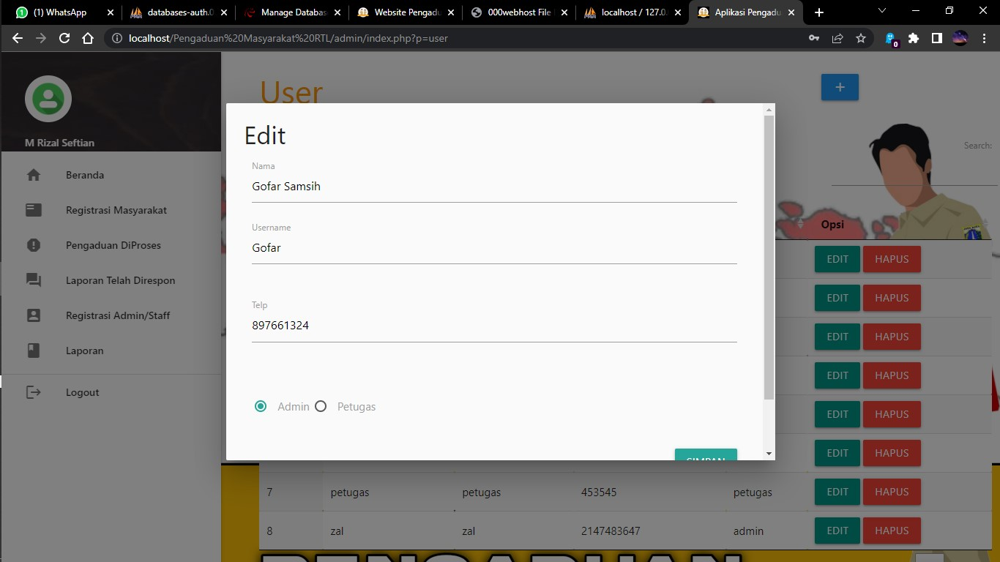 (1) WhatsApp
databases-auth.0
Manage Databas
Website Pengadu
000webhost File
localhost / 127.0.
Aplikasi Pengadu
localhost/Pengaduan%20Masyarakat%20RTL/admin/index.php?p=user
0
M Rizal Seftian
Beranda
Registrasi Masyarakat
Pengaduan DiProses
Laporan Telah Direspon
Registrasi Admin/Staff
Laporan
Logout
User
+
Search:
Edit
Nama
Gofar Samsih
Username
Gofar
Telp
897661324
Admin Petugas
SIMPAN
Opsi
EDIT HAPUS
EDIT HAPUS
EDIT HAPUS
EDIT HAPUS
EDIT HAPUS
EDIT HAPUS
7 petugas petugas 453545 petugas EDIT HAPUS
8 zal zal 2147483647 admin EDIT HAPUS
PENGADUAN